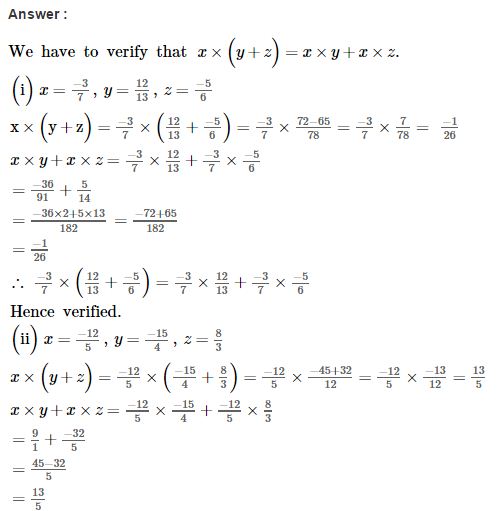 Answer :
We have to verify that x × (y + z) = x × y + x × z.
(i) x = −3/7 , y = 12/13 , z = −5/6
x × (y + z) = −3/7 × (12/13 + −5/6) = −3/7 × 72−65/78 = −3/7 × 7/78 = −1/26
x × y + x × z = −3/7 × 12/13 + −3/7 × −5/6
= −36/91 + 5/14
= −36×2+5×13/182 = −72+65/182
= −1/26
∴ −3/7 × (12/13 + −5/6) = −3/7 × 12/13 + −3/7 × −5/6
Hence verified.
(ii) x = −12/5 , y = −15/4 , z = 8/3
x × (y + z) = −12/5 × (−15/4 + 8/3) = −12/5 × −45+32/12 = −12/5 × −13/12 = 13/5
x × y + x × z = −12/5 × −15/4 + −12/5 × 8/3
= 9/1 + −32/5
= 45−32/5
= 13/5